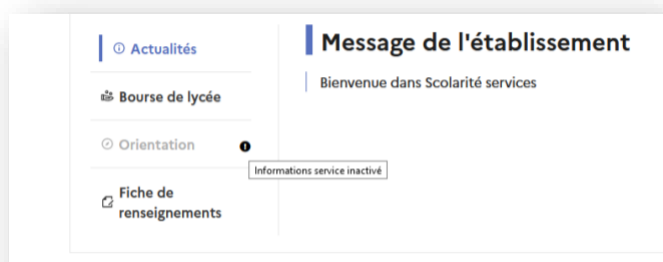 Actualités
Message de l'établissement
Bienvenue dans Scolarité services
Bourse de lycée
Orientation
Informations service inactivé
Fiche de
renseignements